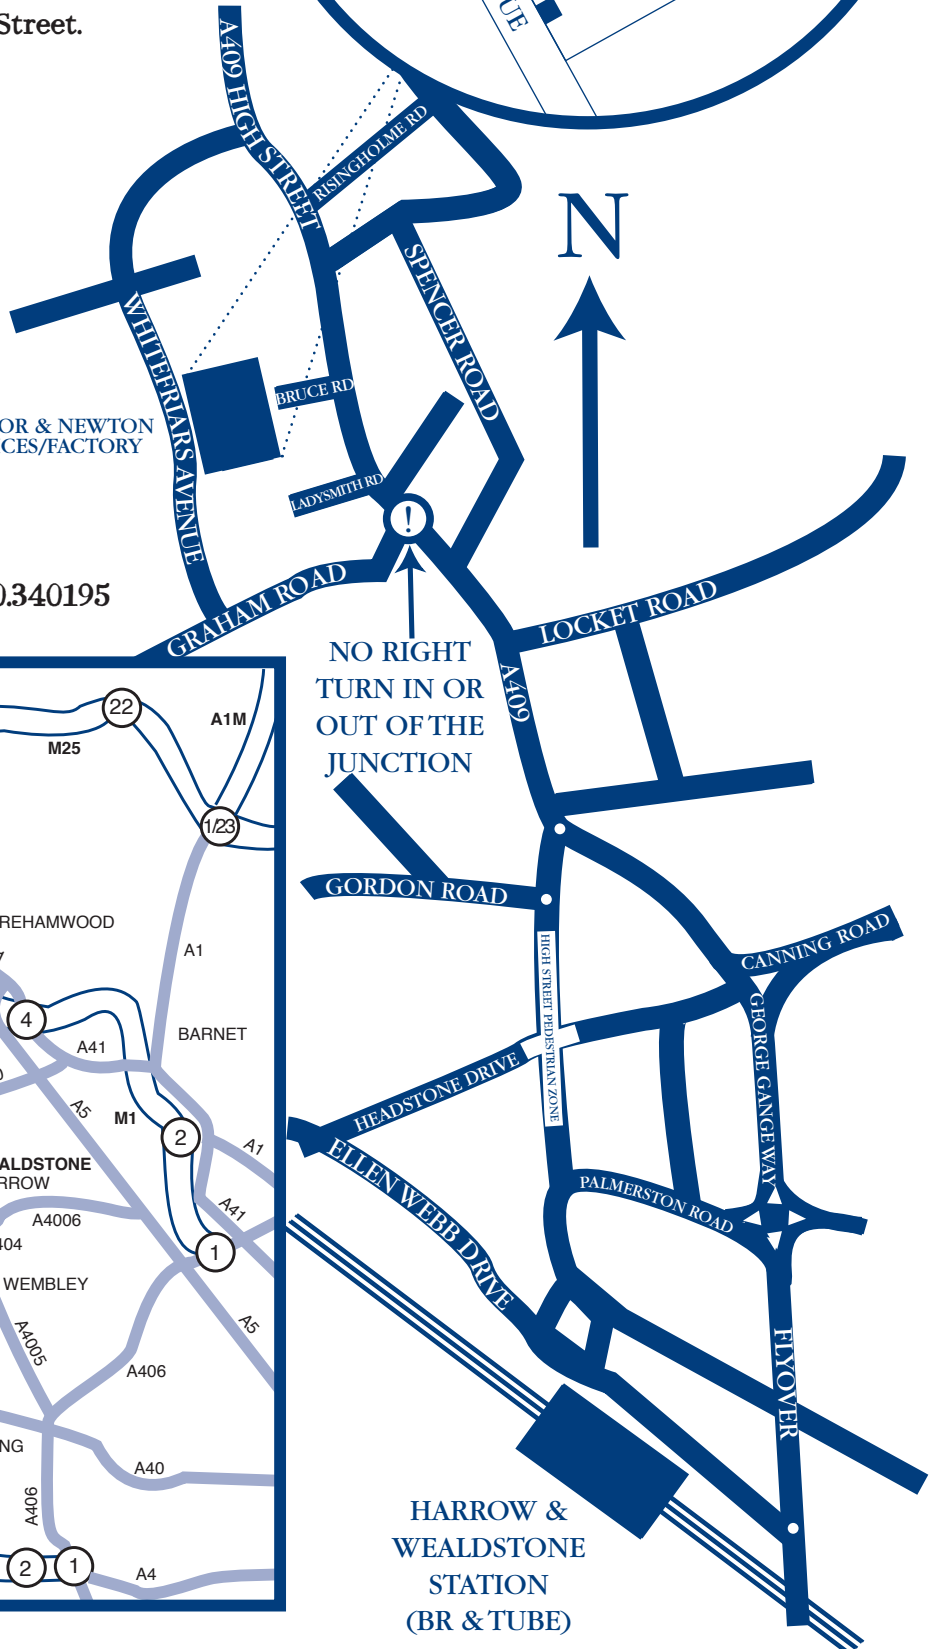 Street.
UE
A409 HIGH STREET
RISINGHOLME RD
N
SPENCER ROAD
WHITEFRIARS AVENUE
BRUCE RD
OR & NEWTON
CES/FACTORY
LADYSMITH RD
!
0.340195
GRAHAM ROAD
LOCKET ROAD
NO RIGHT
TURN IN OR
OUT OF THE
JUNCTION
A409
22
A1M
M25
1/23
GORDON ROAD
REHAMWOOD
A1
CANNING ROAD
HIGH STREET PEDESTRIAN ZONE
GEORGE GANGE WAY
4
BARNET
A41
HEADSTONE DRIVE
A5
M1
2
A1
ELLEN WEBB DRIVE
ALDSTONE
RROW
A4006
A41
PALMERSTON ROAD
404
1
WEMBLEY
A4005
A5
FLYOVER
A406
NG
A40
A406
HARROW &
WEALDSTONE
STATION
(BR & TUBE)
2
1
A4